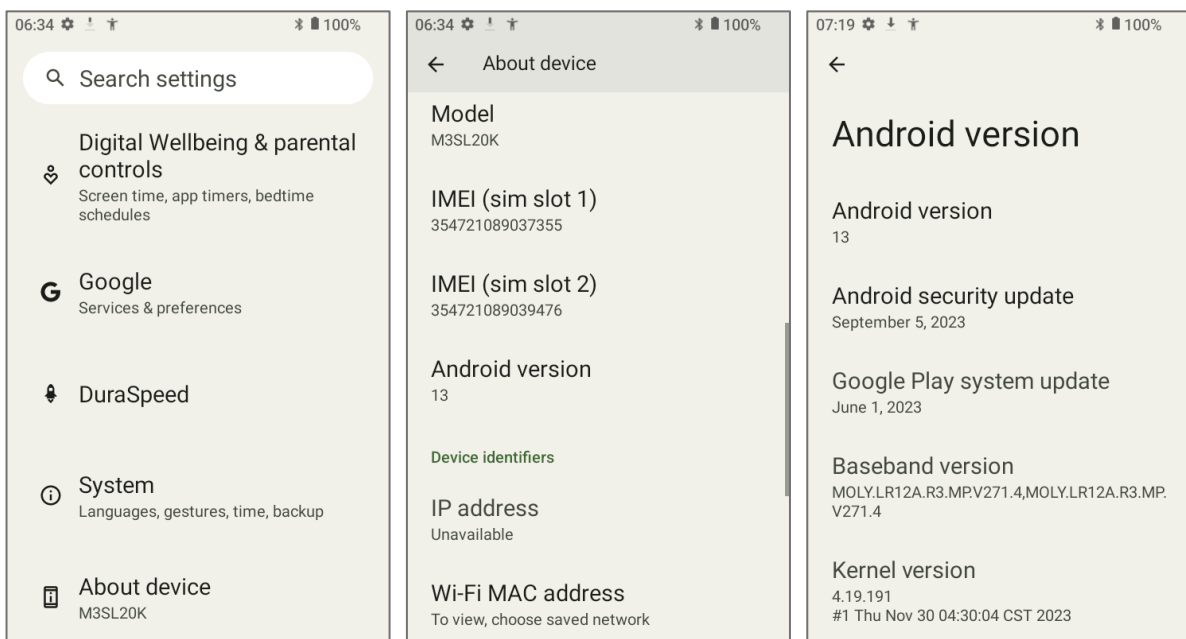 06:34 100%
Search settings
Digital Wellbeing & parental
controls
Screen time, app timers, bedtime
schedules
Google
Services & preferences
DuraSpeed
System
Languages, gestures, time, backup
About device
M3SL20K
06:34 100%
About device
Model
M3SL20K
IMEI (sim slot 1)
354721089037355
IMEI (sim slot 2)
354721089039476
Android version
13
Device identifiers
IP address
Unavailable
Wi-Fi MAC address
To view, choose saved network
07:19 100%
Android version
Android version
13
Android security update
September 5, 2023
Google Play system update
June 1, 2023
Baseband version
MOLY.LR12A.R3.MP.V271.4,MOLY.LR12A.R3.MP.
V271.4
Kernel version
4.19.191
#1 Thu Nov 30 04:30:04 CST 2023